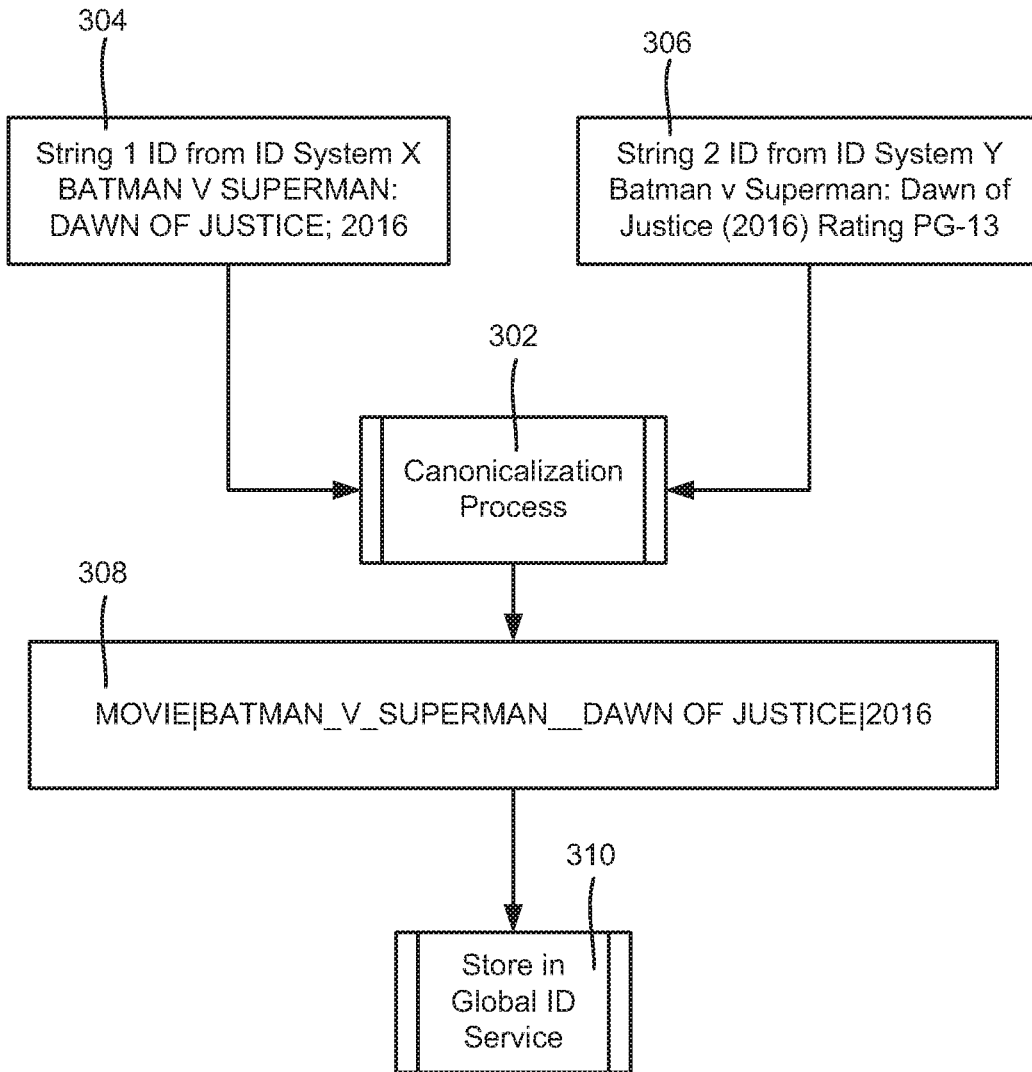 304
306
String 1 ID from ID System X
BATMAN V SUPERMAN:
DAWN OF JUSTICE; 2016
String 2 ID from ID System Y
Batman v Superman: Dawn of
Justice (2016) Rating PG-13
302
Canonicalization
Process
308
MOVIE|BATMAN_V_SUPERMAN__DAWN OF JUSTICE|2016
310
Store in
Global ID
Service